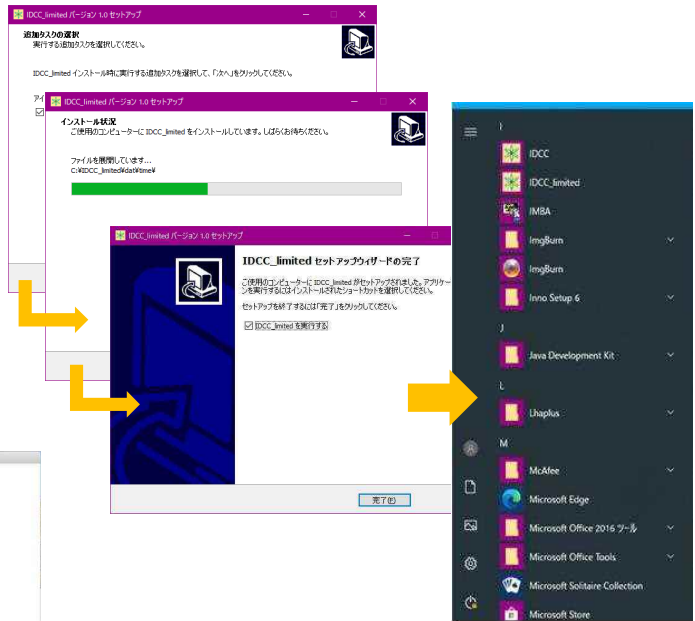 IDCC_limited バージョン 1.0 セットアップ
追加タスクの選択
実行する追加タスクを選択してください。
IDCC_limited インストール時に実行する追加タスクを選択して、「次へ」をクリックしてください。
IDCC_limited バージョン 1.0 セットアップ
インストール状況
ご使用のコンピューターに IDCC_limited をインストールしています。しばらくお待ちください。
ファイルを展開しています...
C:¥IDCC_limited¥dat¥time¥
IDCC_limited バージョン 1.0 セットアップ
IDCC_limited セットアップウィザードの完了
ご使用のコンピューターに IDCC_limited がセットアップされました。アプリケー
ンを実行するにはインストールされたショートカットを選択してください。
セットアップを終了するには「完了」をクリックしてください。
IDCC_limited を実行する
完了(F)
I
IDCC
IDCC_limited
IMBA
ImgBurn
ImgBurn
Inno Setup 6
J
Java Development Kit
L
Lhaplus
M
McAfee
Microsoft Edge
Microsoft Office 2016 ツール
Microsoft Office Tools
Microsoft Solitaire Collection
Microsoft Store